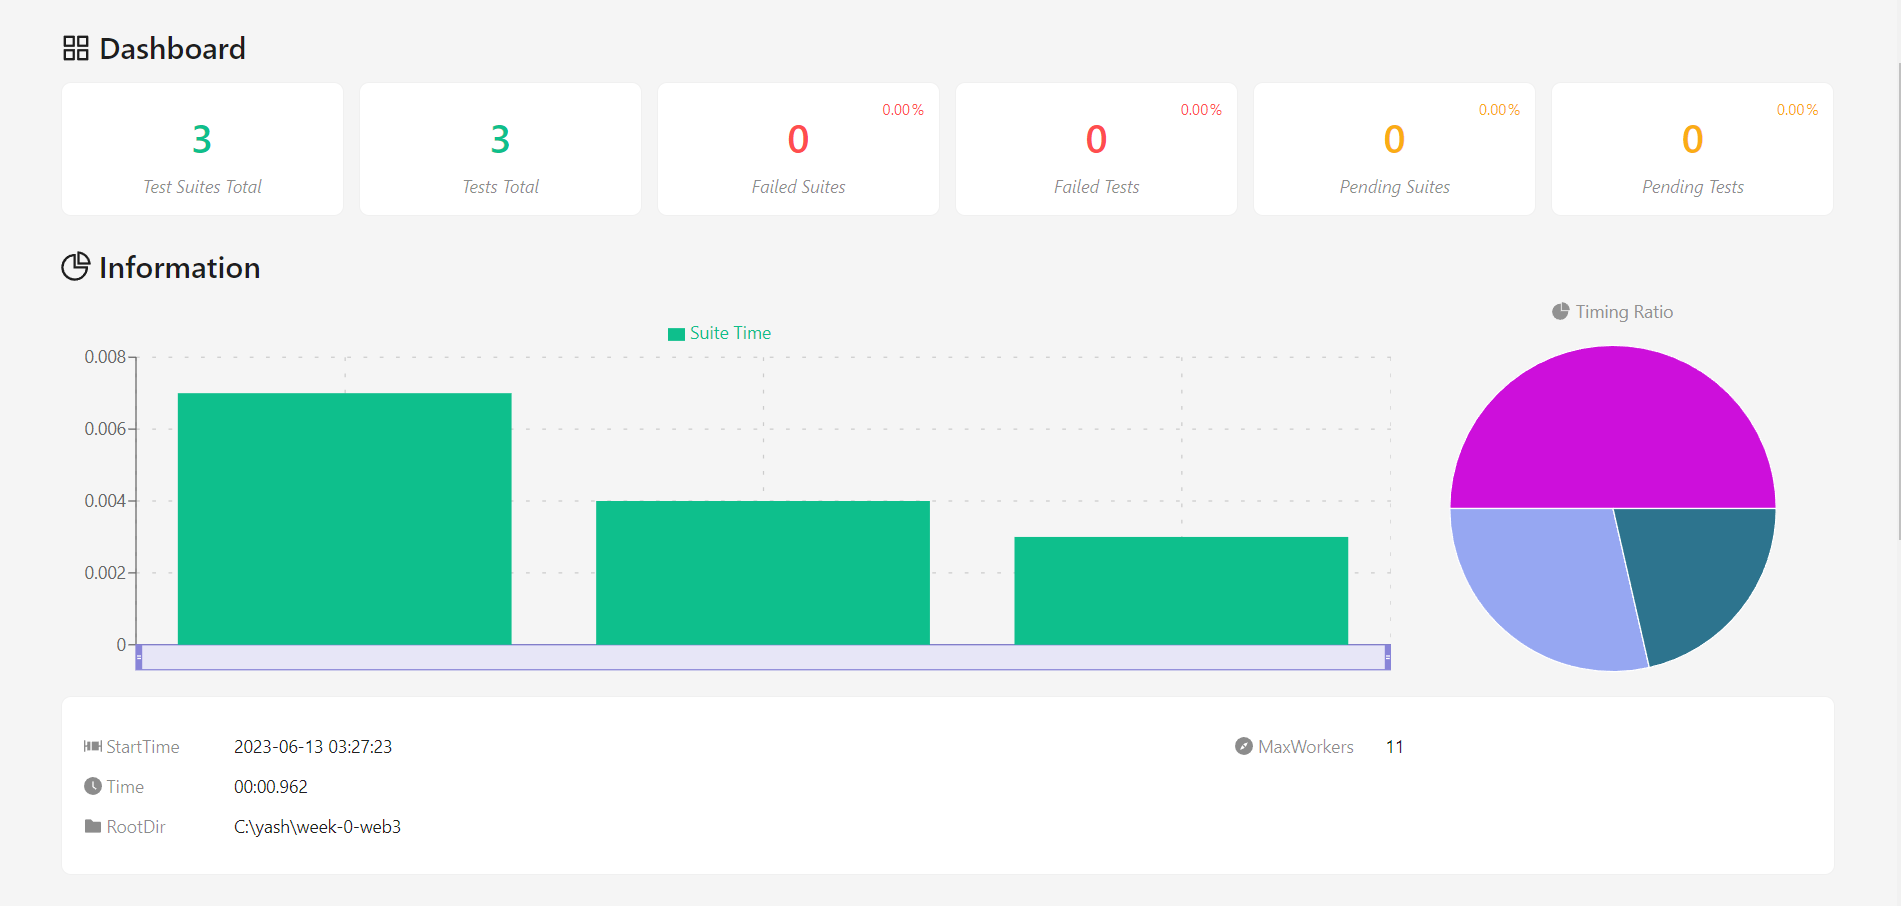 Dashboard
0.00%
0.00%
0.00%
0.00%
3
3
0
0
0
0
Test Suites Total
Tests Total
Failed Suites
Failed Tests
Pending Suites
Pending Tests
Information
Timing Ratio
Suite Time
0.008
0.006
0.004
0.002
0
StartTime
2023-06-13 03:27:23
MaxWorkers
11
Time
00:00.962
RootDir
C:\yash\week-0-web3